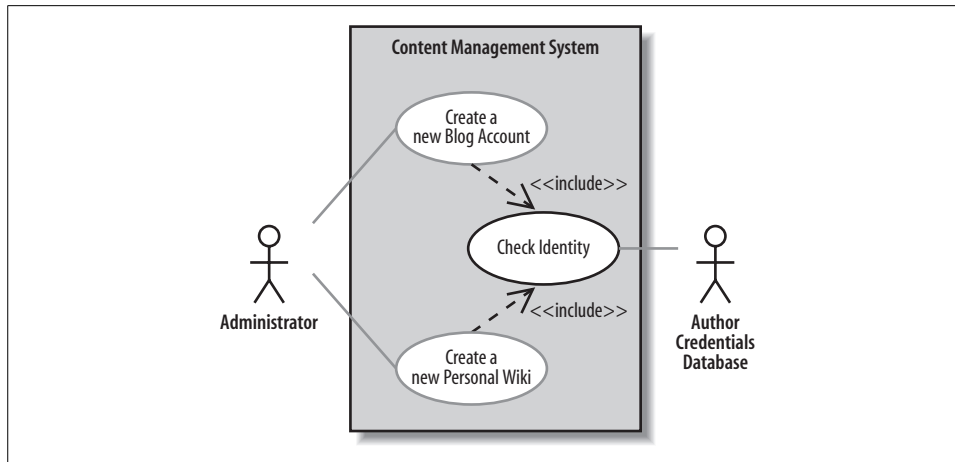 Content Management System
Create a
new Blog Account
<<include>>
Check Identity
<<include>>
Administrator
Author
Credentials
Database
Create a
new Personal Wiki